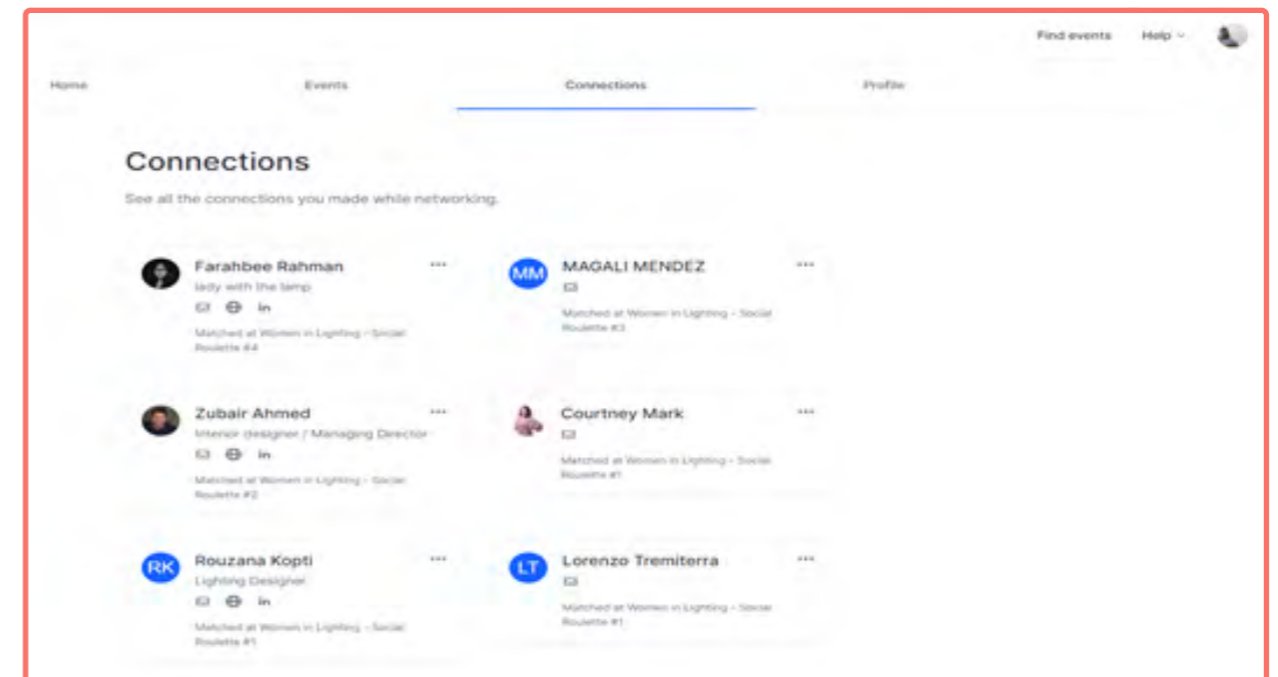 Find events Help
Home Events Connections Profile
Connections
See all the connections you made while networking.
Farahbee Rahman
lady with the lamp
in
Matched at Women in Lighting - Social
Roulette #4
MM
MAGALI MENDEZ
Matched at Women in Lighting - Social
Roulette #3
Zubair Ahmed
Interior designer / Managing Director
in
Matched at Women in Lighting - Social
Roulette #2
Courtney Mark
Matched at Women in Lighting - Social
Roulette #1
RK
Rouzana Kopti
Lighting Designer
in
Matched at Women in Lighting - Social
Roulette #1
LT
Lorenzo Tremiterra
Matched at Women in Lighting - Social
Roulette #1